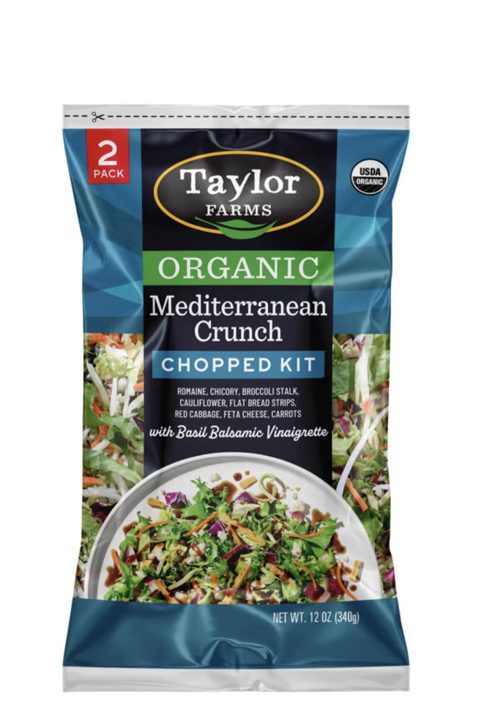 2
PACK
Taylor
FARMS
USDA
ORGANIC
ORGANIC
Mediterranean
Crunch
CHOPPED KIT
ROMAINE, CHICORY, BROCCOLI STALK,
CAULIFLOWER, FLAT BREAD STRIPS,
RED CABBAGE, FETA CHEESE, CARROTS
with Basil Balsamic Vinaigrette
NET WT. 12 OZ (340g)